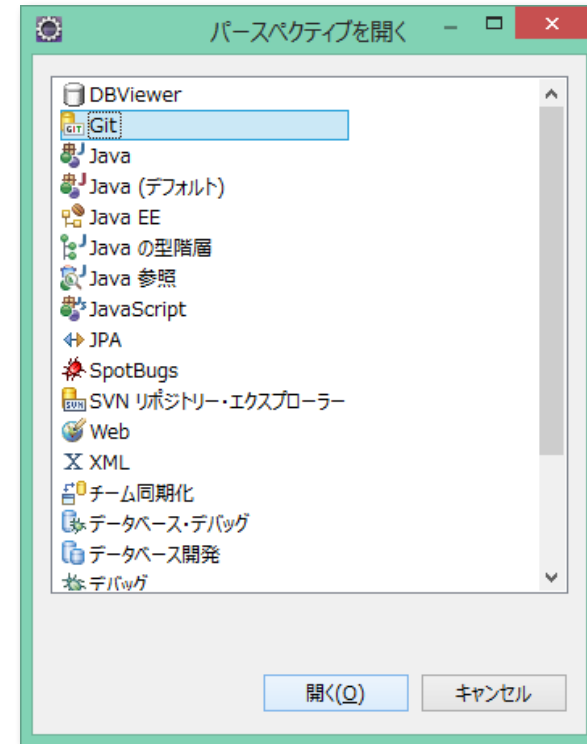 パースペクティブを開く
DBViewer
Git
Java
Java (デフォルト)
Java EE
Java の型階層
Java 参照
JavaScript
JPA
SpotBugs
SVN リポジトリー・エクスプローラー
Web
XML
チーム同期化
データベース・デバッグ
データベース開発
デバッグ
開く(O)
キャンセル